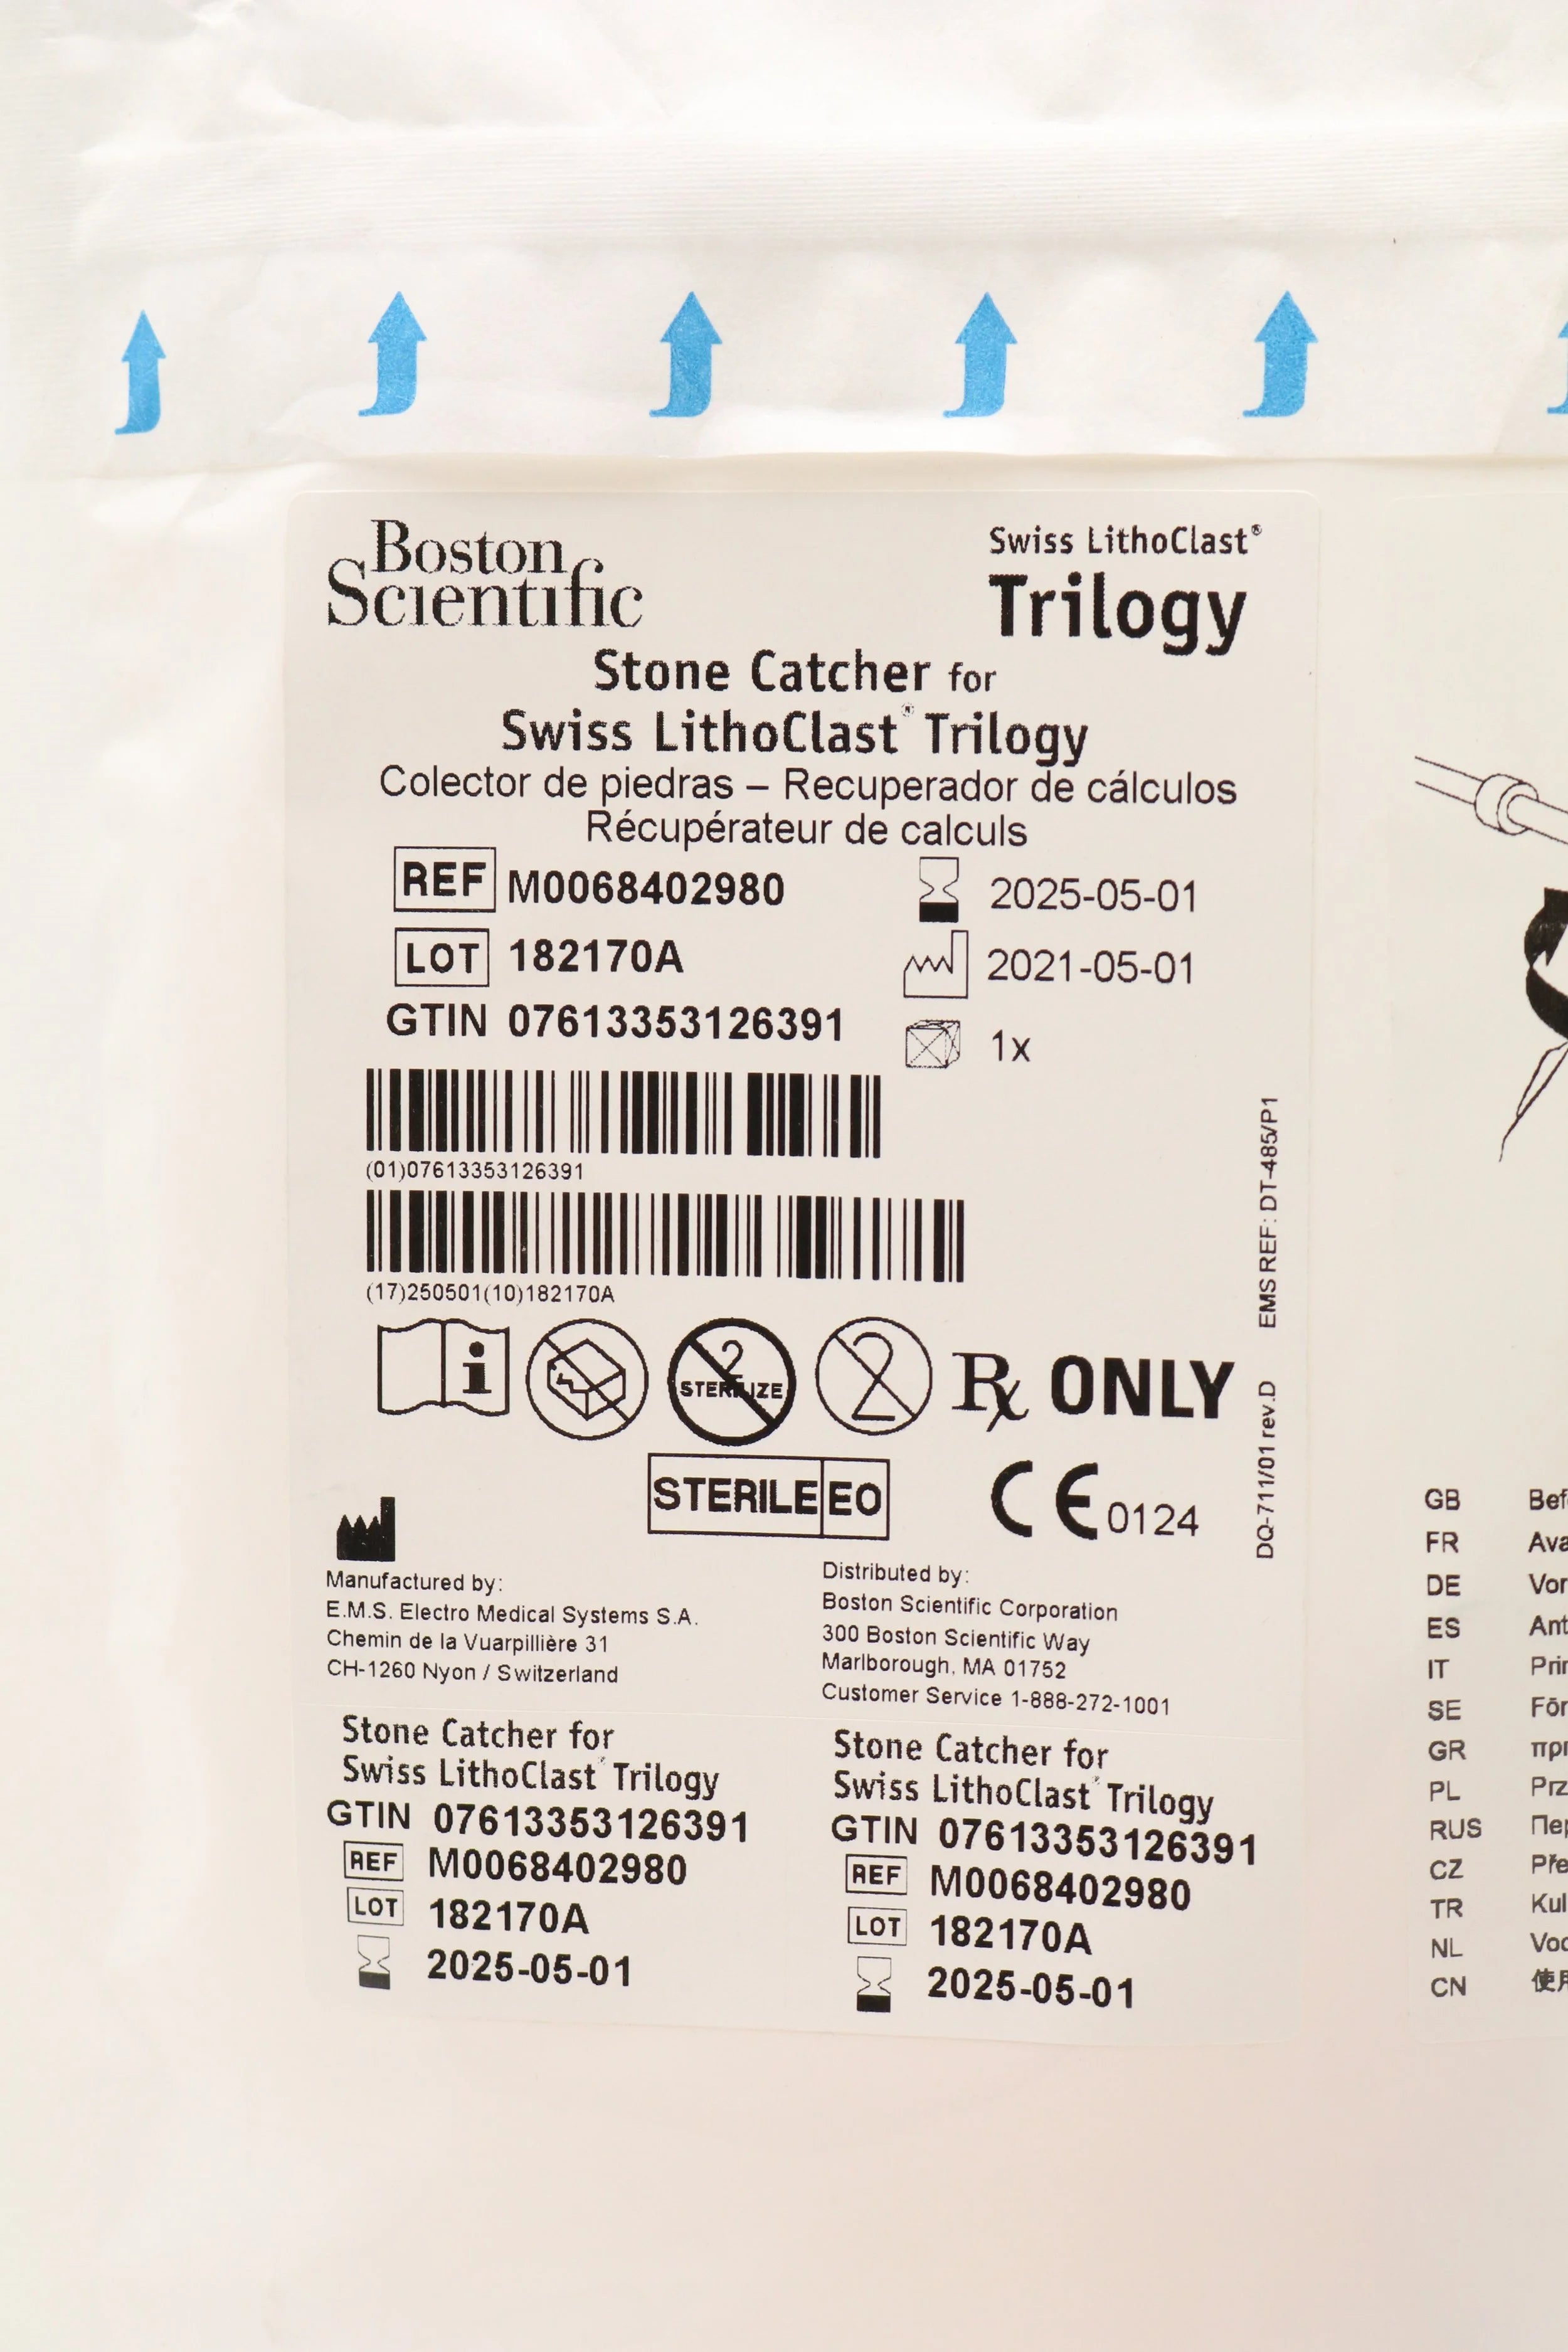 Boston
Scientific
Swiss LithoClast®
Trilogy
Stone Catcher for
Swiss LithoClast® Trilogy
Colector de piedras – Recuperador de cálculos
Récupérateur de calculs
REF M0068402980
2025-05-01
LOT 182170A
2021-05-01
GTIN 07613353126391
1x
(01)07613353126391
(17)250501(10)182170A
EMS REF: DT-485/P1
DQ-711/01 rev.D
i
2
STERILIZE
2
Rx ONLY
STERILE EO
CE 0124
Manufactured by:
E.M.S. Electro Medical Systems S.A.
Chemin de la Vuarpillière 31
CH-1260 Nyon / Switzerland
Distributed by:
Boston Scientific Corporation
300 Boston Scientific Way
Marlborough, MA 01752
Customer Service 1-888-272-1001
Stone Catcher for
Swiss LithoClast® Trilogy
GTIN 07613353126391
REF M0068402980
LOT 182170A
2025-05-01
Stone Catcher for
Swiss LithoClast® Trilogy
GTIN 07613353126391
REF M0068402980
LOT 182170A
2025-05-01
GB
FR
DE
ES
IT
SE
GR
PL
RUS
CZ
TR
NL
CN